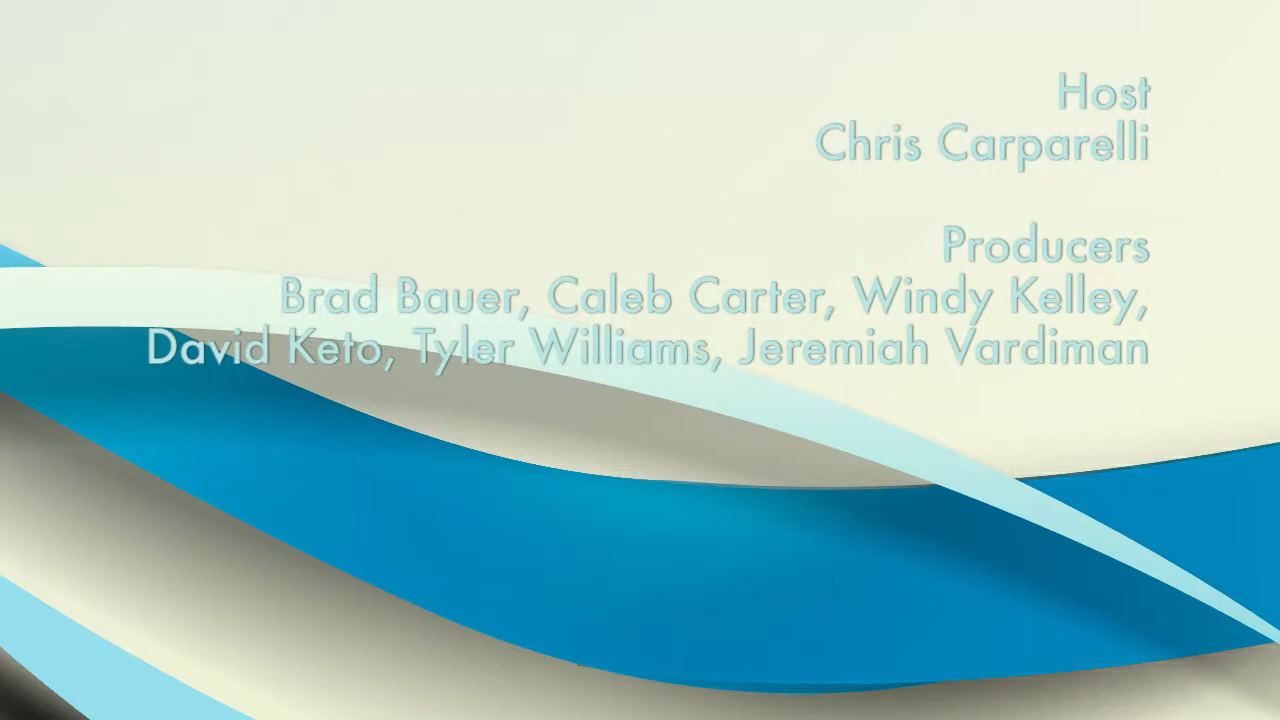 Host
Chris Carparelli
Producers
Brad Bauer, Caleb Carter, Windy Kelley,
David Keto, Tyler Williams, Jeremiah Vardiman